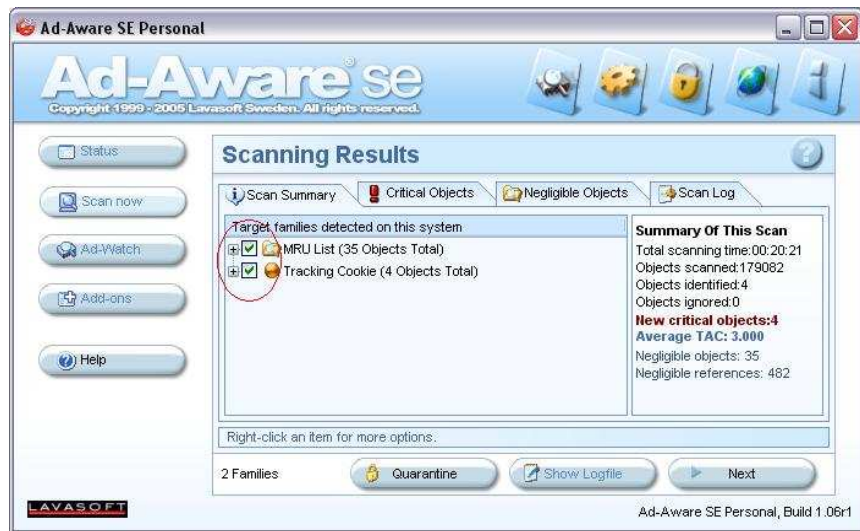 Ad-Aware SE Personal
Ad-Aware SE
Copyright 1999 - 2005 Lavasoft Sweden. All rights reserved.
Status
Scan now
Ad-Watch
Add-ons
Help
Scanning Results
Scan Summary
Critical Objects
Negligible Objects
Scan Log
Target families detected on this system
MRU List (35 Objects Total)
Tracking Cookie (4 Objects Total)
Summary Of This Scan
Total scanning time:00:20:21
Objects scanned:179082
Objects identified:4
Objects ignored:0
New critical objects:4
Average TAC: 3.000
Negligible objects: 35
Negligible references: 482
Right-click an item for more options.
2 Families
Quarantine
Show Logfile
Next
LAVASOFT
Ad-Aware SE Personal, Build 1.06r1